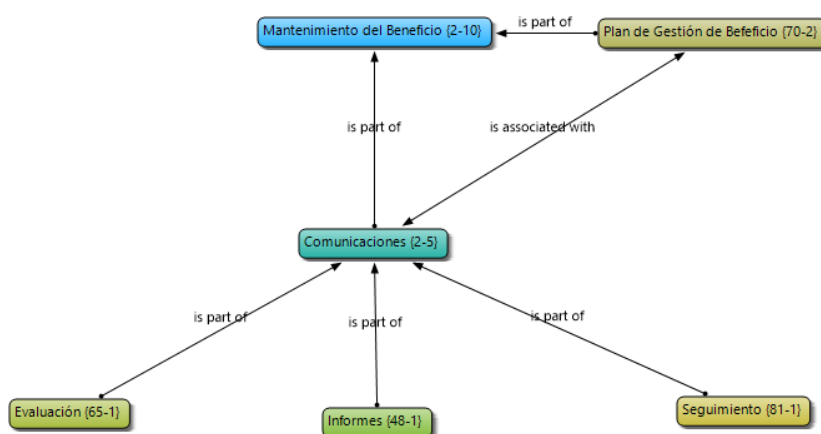 is part of
Mantenimiento del Beneficio {2-10}
Plan de Gestión de Befeficio {70-2}
is part of
is associated with
Comunicaciones {2-5}
is part of
is part of
is part of
Evaluación {65-1}
Informes {48-1}
Seguimiento {81-1}